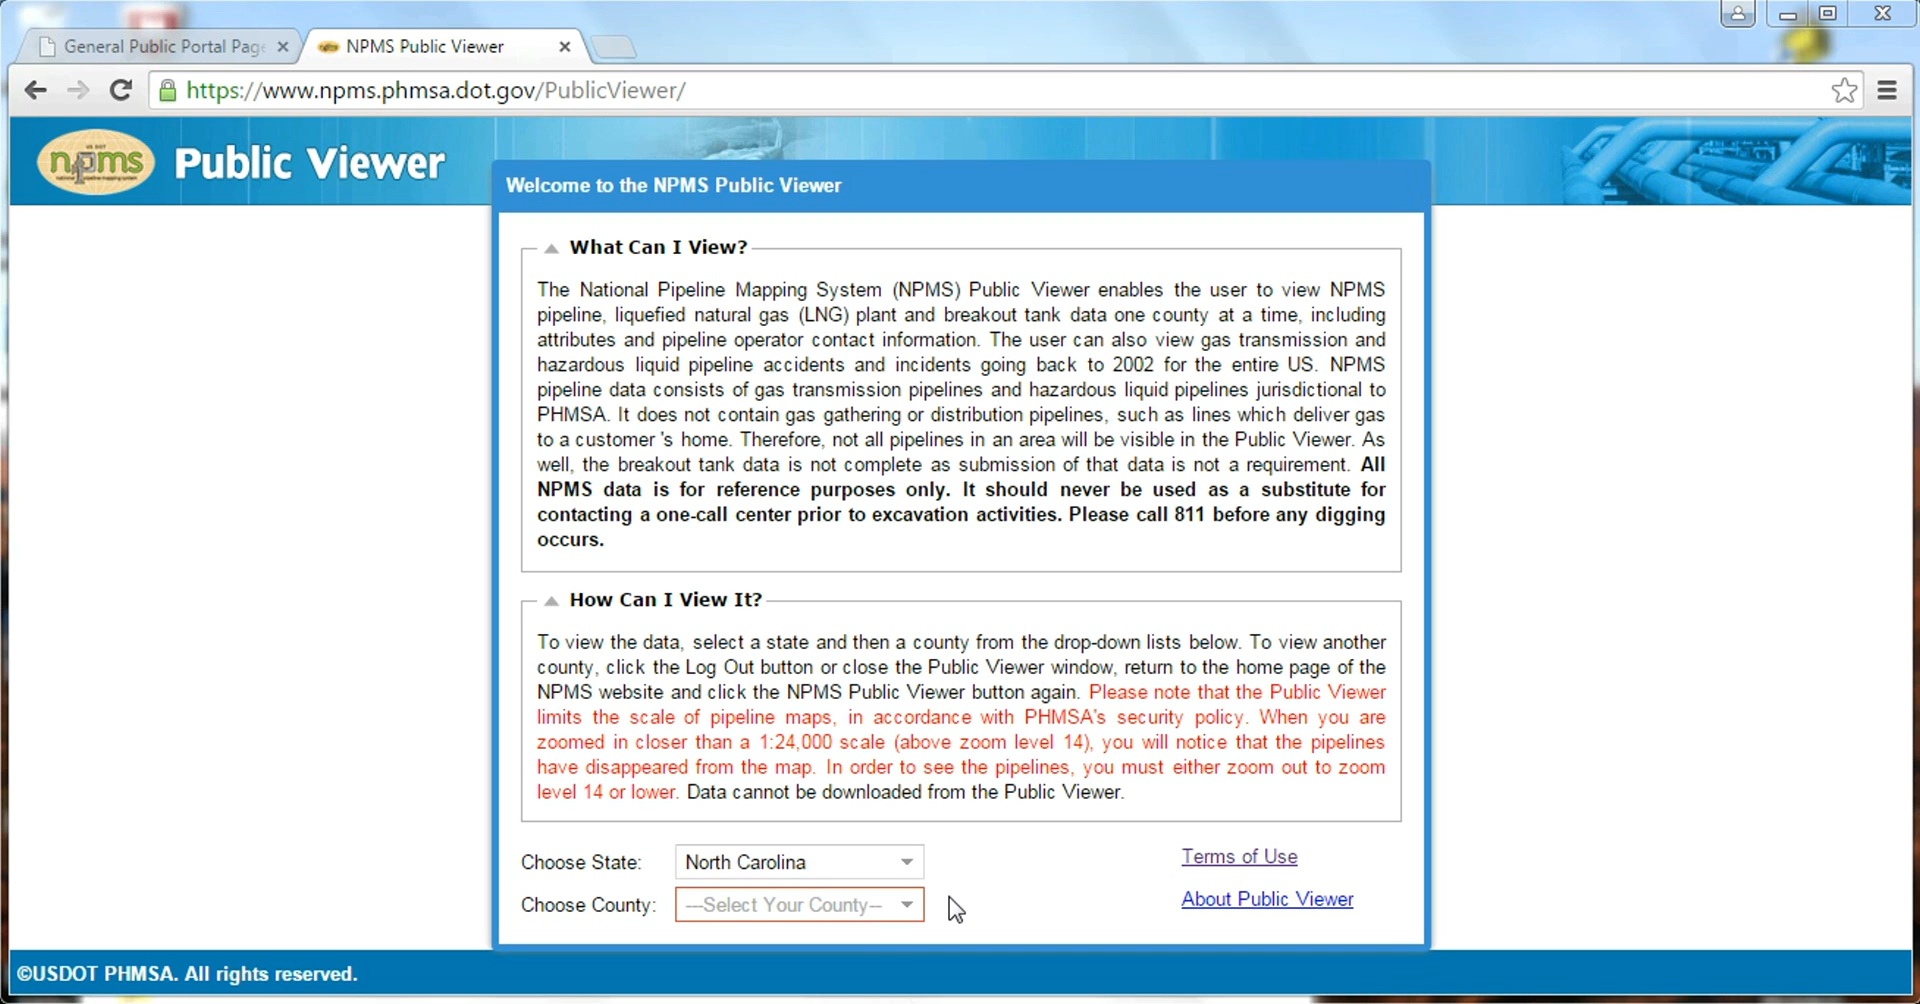 General Public Portal Page
NPMS Public Viewer
https://www.npms.phmsa.dot.gov/PublicViewer/
US DOT
npms
national pipeline mapping system
Public Viewer
Welcome to the NPMS Public Viewer
What Can I View?
The National Pipeline Mapping System (NPMS) Public Viewer enables the user to view NPMS
pipeline, liquefied natural gas (LNG) plant and breakout tank data one county at a time, including
attributes and pipeline operator contact information. The user can also view gas transmission and
hazardous liquid pipeline accidents and incidents going back to 2002 for the entire US. NPMS
pipeline data consists of gas transmission pipelines and hazardous liquid pipelines jurisdictional to
PHMSA. It does not contain gas gathering or distribution pipelines, such as lines which deliver gas
to a customer 's home. Therefore, not all pipelines in an area will be visible in the Public Viewer. As
well, the breakout tank data is not complete as submission of that data is not a requirement. All
NPMS data is for reference purposes only. It should never be used as a substitute for
contacting a one-call center prior to excavation activities. Please call 811 before any digging
occurs.
How Can I View It?
To view the data, select a state and then a county from the drop-down lists below. To view another
county, click the Log Out button or close the Public Viewer window, return to the home page of the
NPMS website and click the NPMS Public Viewer button again. Please note that the Public Viewer
limits the scale of pipeline maps, in accordance with PHMSA's security policy. When you are
zoomed in closer than a 1:24,000 scale (above zoom level 14), you will notice that the pipelines
have disappeared from the map. In order to see the pipelines, you must either zoom out to zoom
level 14 or lower. Data cannot be downloaded from the Public Viewer.
Choose State: North Carolina
Terms of Use
Choose County: ---Select Your County--
About Public Viewer
©USDOT PHMSA. All rights reserved.